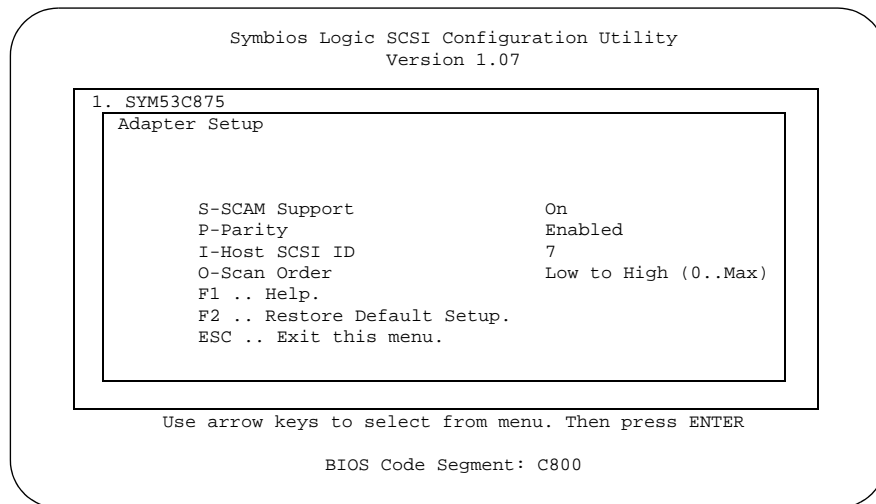 Symbios Logic SCSI Configuration Utility
Version 1.07
1. SYM53C875
Adapter Setup
S-SCAM Support On
P-Parity Enabled
I-Host SCSI ID 7
O-Scan Order Low to High (0..Max)
F1 .. Help.
F2 .. Restore Default Setup.
ESC .. Exit this menu.
Use arrow keys to select from menu. Then press ENTER
BIOS Code Segment: C800